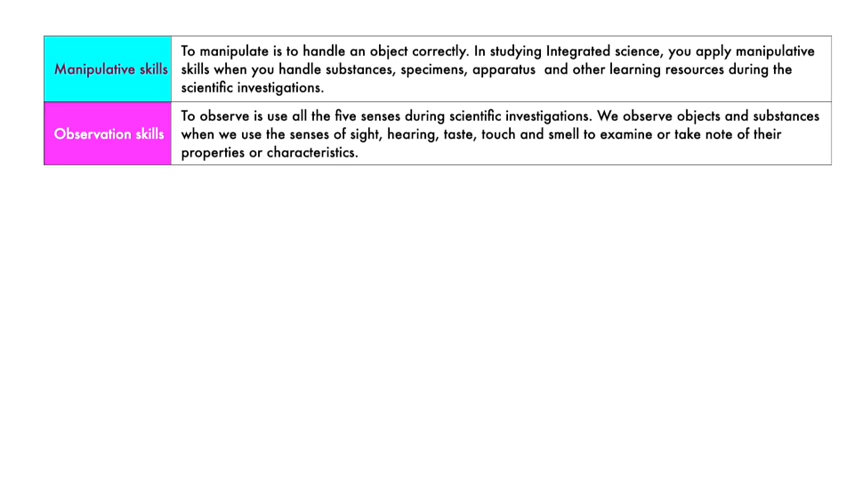 Manipulative skills
To manipulate is to handle an object correctly. In studying Integrated science, you apply manipulative
skills when you handle substances, specimens, apparatus and other learning resources during the
scientific investigations.
Observation skills
To observe is use all the five senses during scientific investigations. We observe objects and substances
when we use the senses of sight, hearing, taste, touch and smell to examine or take note of their
properties or characteristics.